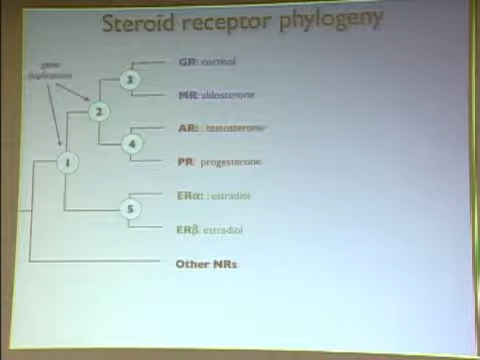 Steroid receptor phylogeny
gene
duplications
GR: cortisol
3
MR: aldosterone
2
AR: testosterone
4
PR: progesterone
1
ERα: estradiol
5
ERβ: estradiol
Other NRs